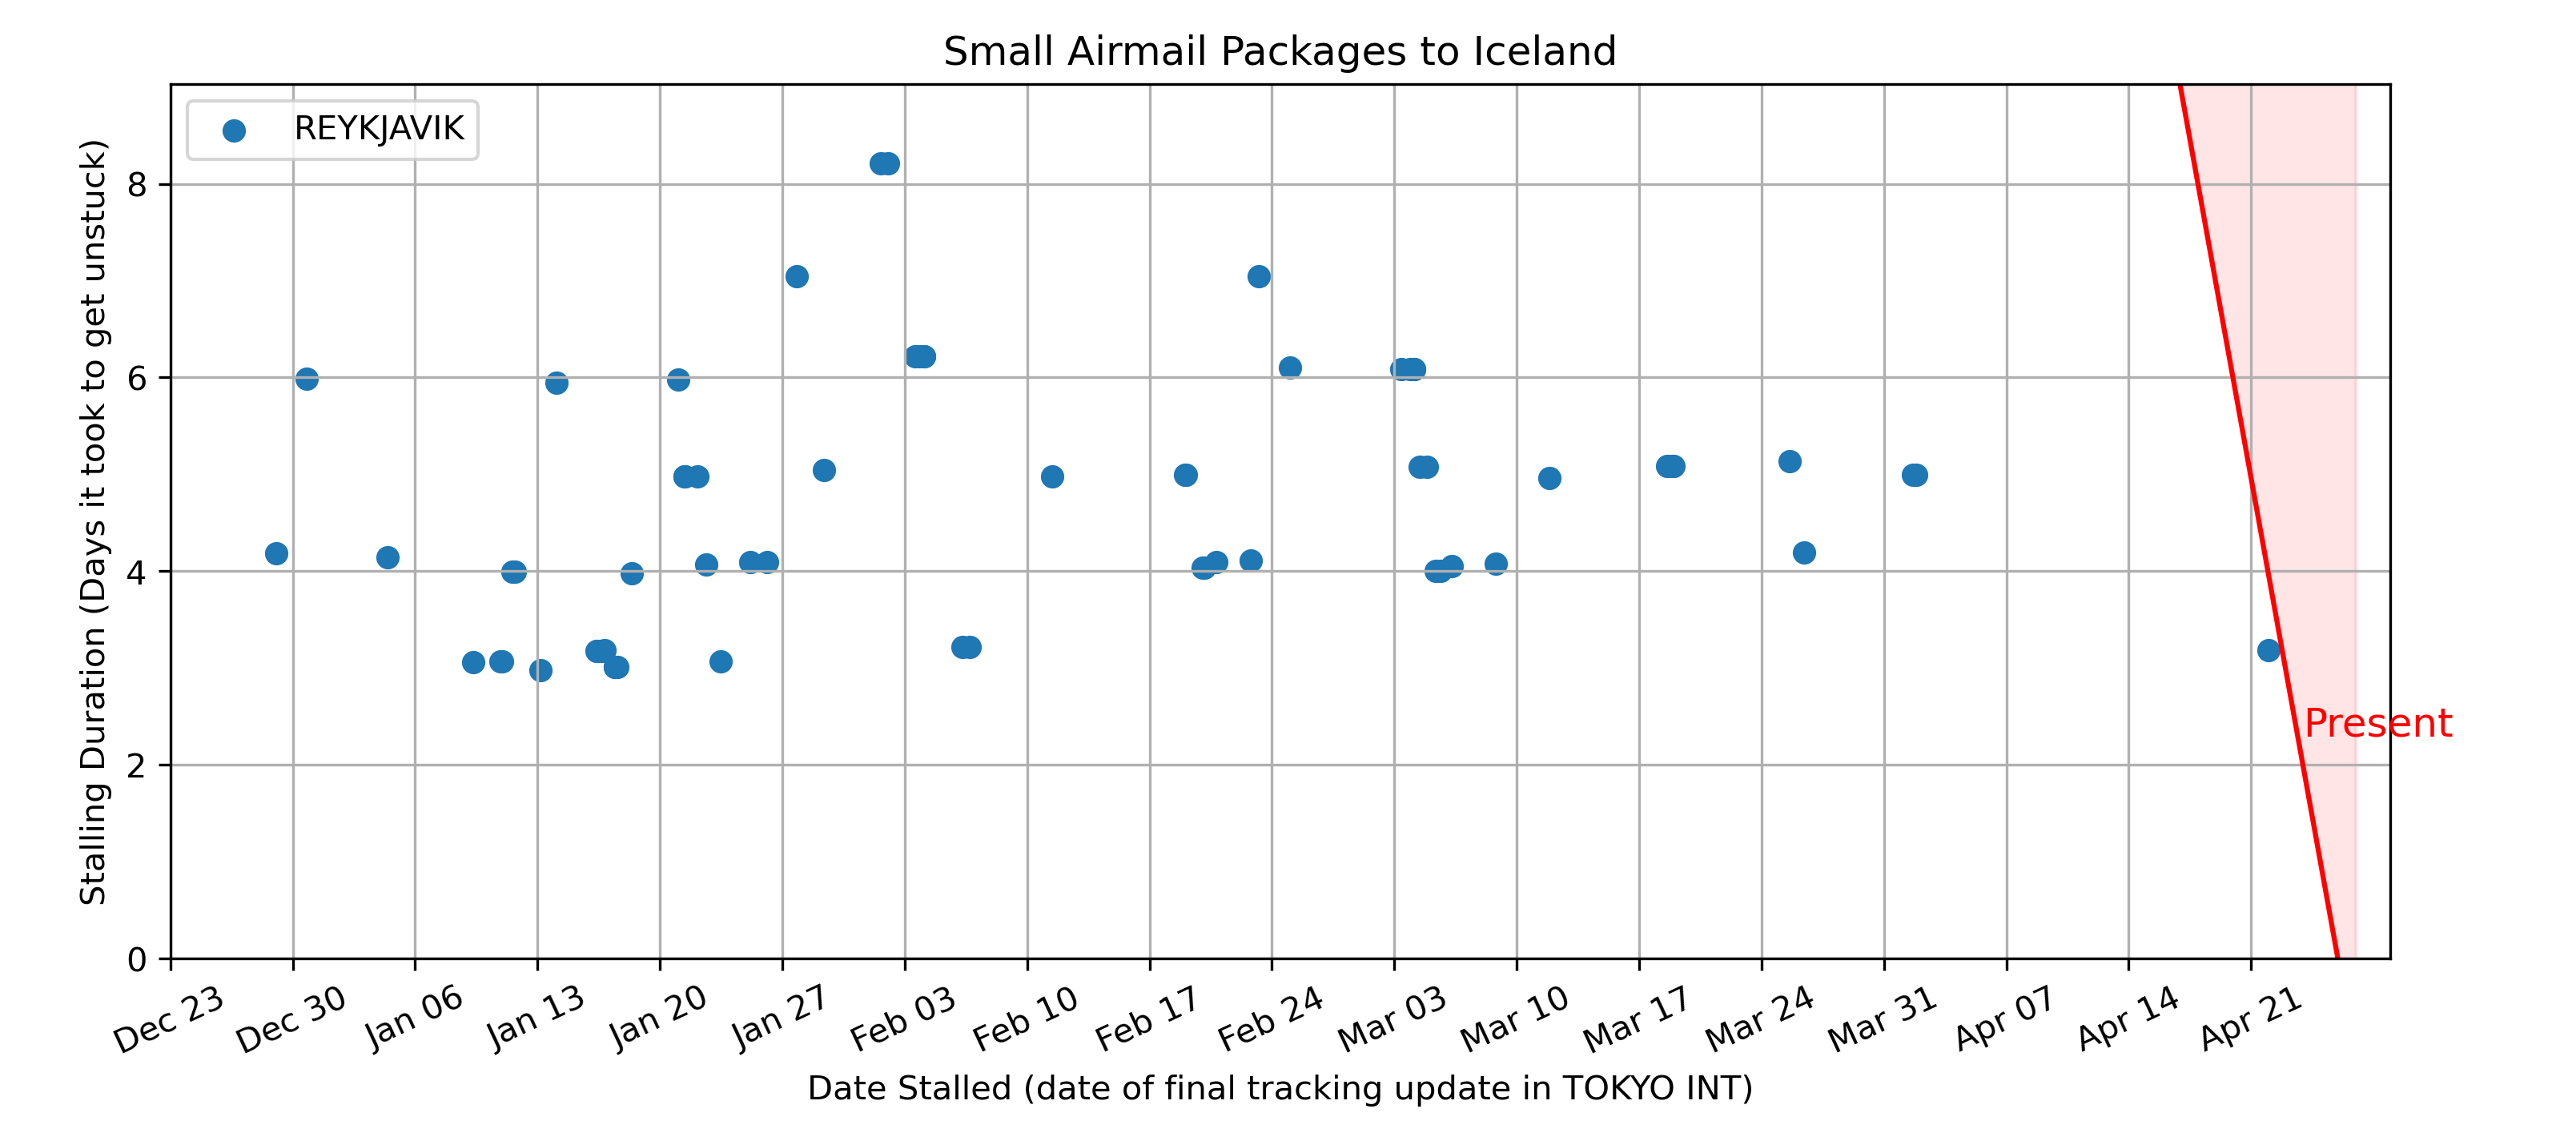 Small Airmail Packages to Iceland
REYKJAVIK
Stalling Duration (Days it took to get unstuck)
8
6
4
2
0
Present
Dec 23
Dec 30
Jan 06
Jan 13
Jan 20
Jan 27
Feb 03
Feb 10
Feb 17
Feb 24
Mar 03
Mar 10
Mar 17
Mar 24
Mar 31
Apr 07
Apr 14
Apr 21
Date Stalled (date of final tracking update in TOKYO INT)